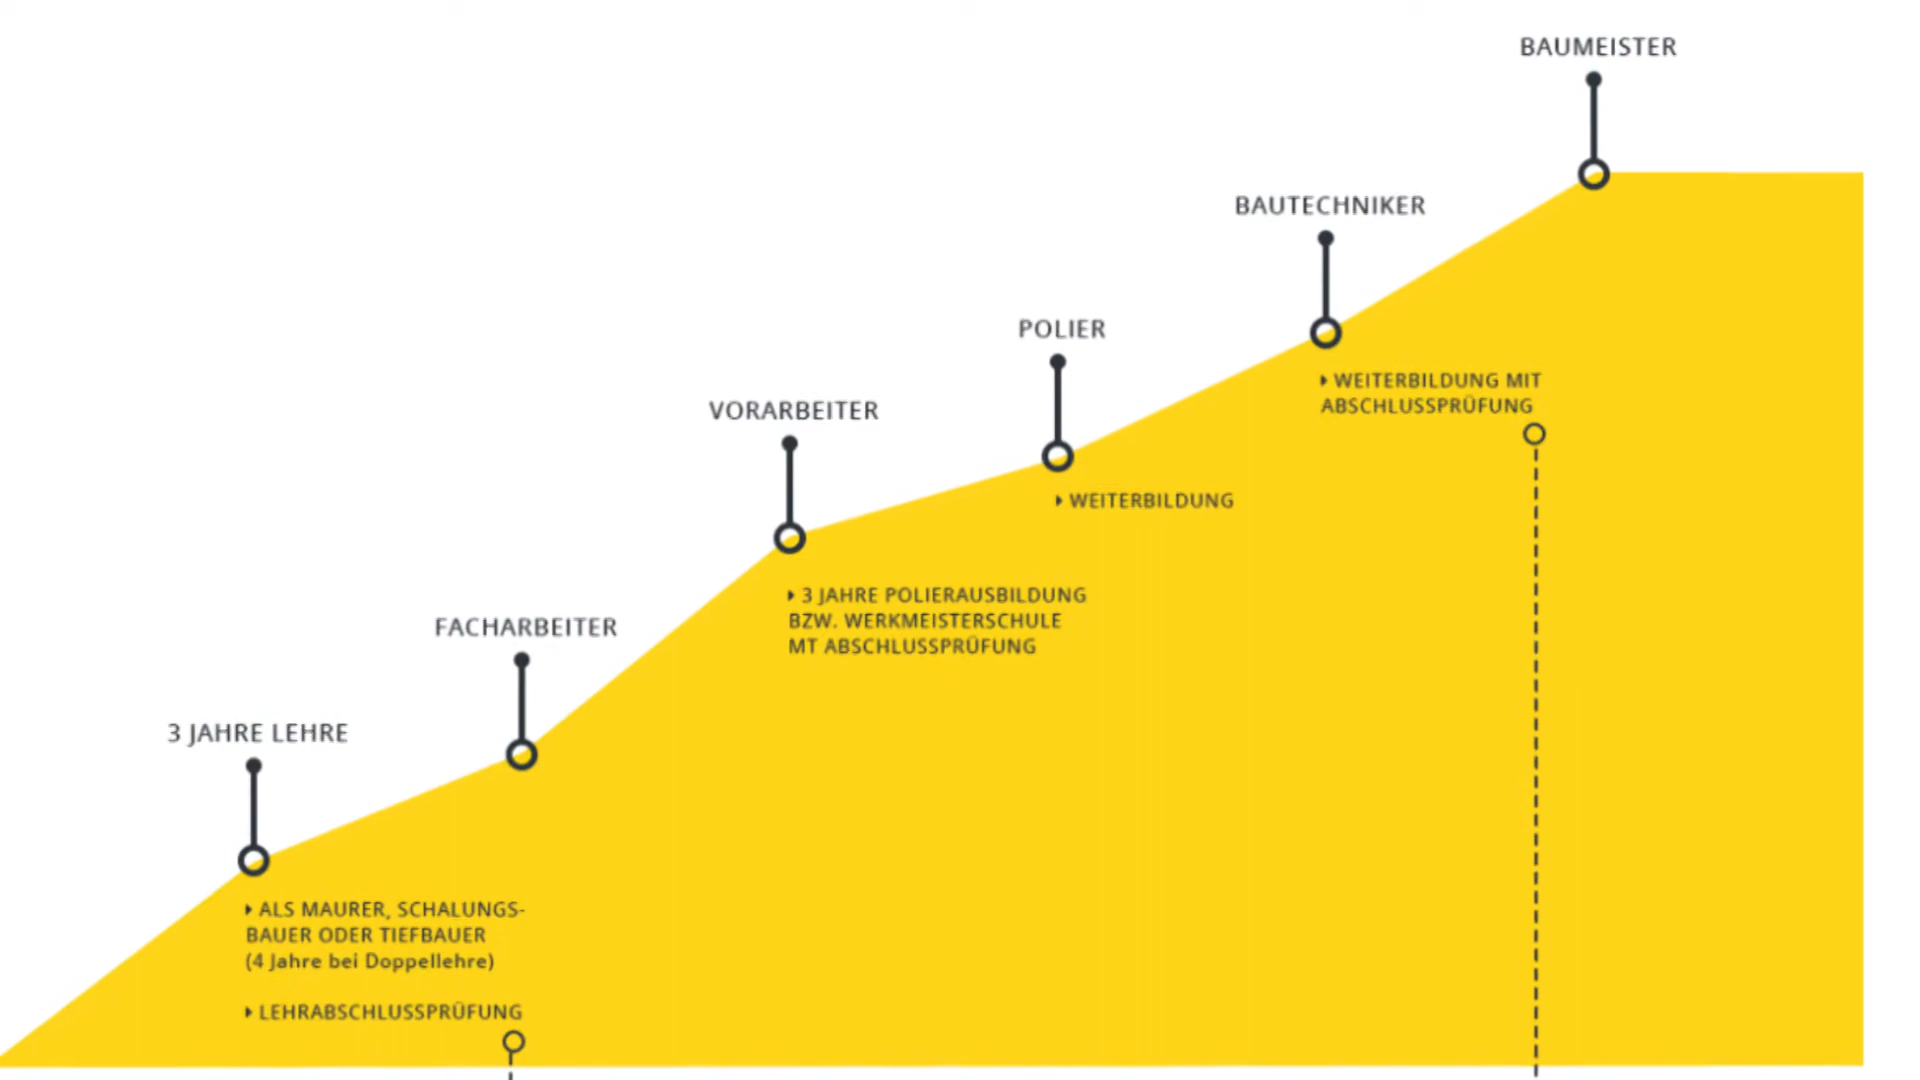 BAUMEISTER
BAUTECHNIKER
POLIER
▸ WEITERBILDUNG MIT
ABSCHLUSSPRÜFUNG
VORARBEITER
▸ WEITERBILDUNG
▸ 3 JAHRE POLIERAUSBILDUNG
BZW. WERKMEISTERSCHULE
MT ABSCHLUSSPRÜFUNG
FACHARBEITER
3 JAHRE LEHRE
▸ ALS MAURER, SCHALUNGS-
BAUER ODER TIEFBAUER
(4 Jahre bei Doppellehre)
▸ LEHRABSCHLUSSPRÜFUNG